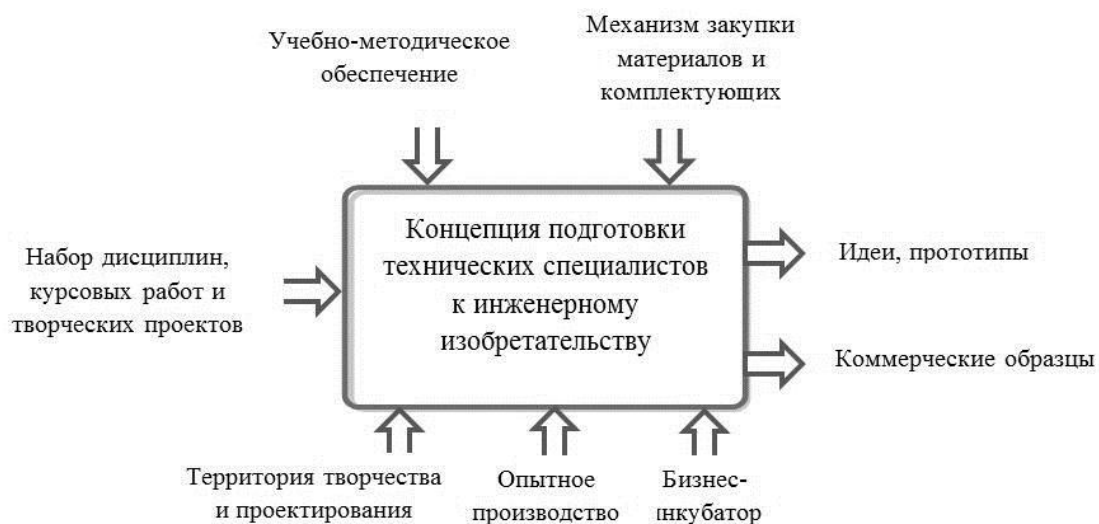 Учебно-методическое
обеспечение
Механизм закупки
материалов и
комплектующих
Набор дисциплин,
курсовых работ и
творческих проектов
Концепция подготовки
технических специалистов
к инженерному
изобретательству
Идеи, прототипы
Коммерческие образцы
Территория творчества
и проектирования
Опытное
производство
Бизнес-
инкубатор